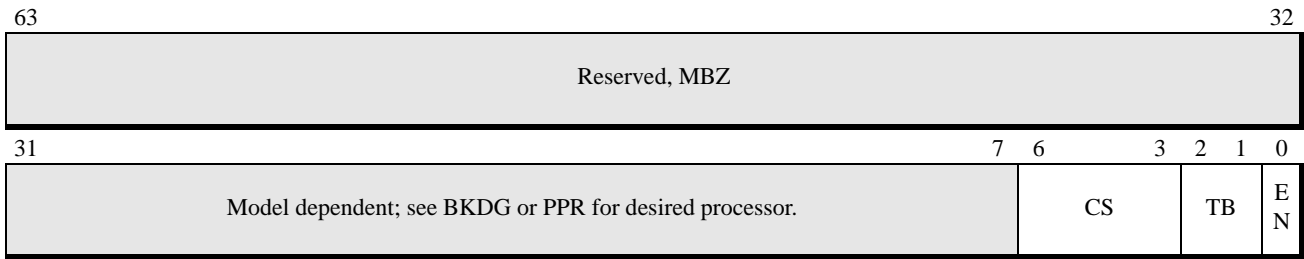 63 32
Reserved, MBZ
31 7 6 3 2 1 0
Model dependent; see BKDG or PPR for desired processor. CS TB E
N